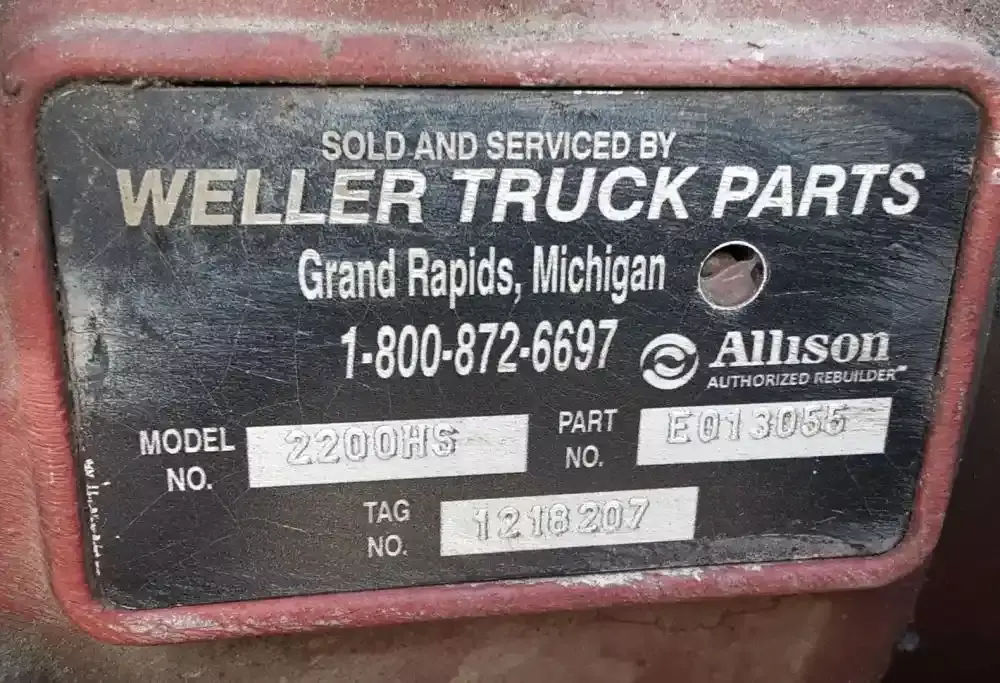 SOLD AND SERVICED BY
WELLER TRUCK PARTS
Grand Rapids, Michigan
1-800-872-6697
Allison
AUTHORIZED REBUILDER
MODEL NO. 2200HS
PART NO. E013055
TAG NO. 1218207